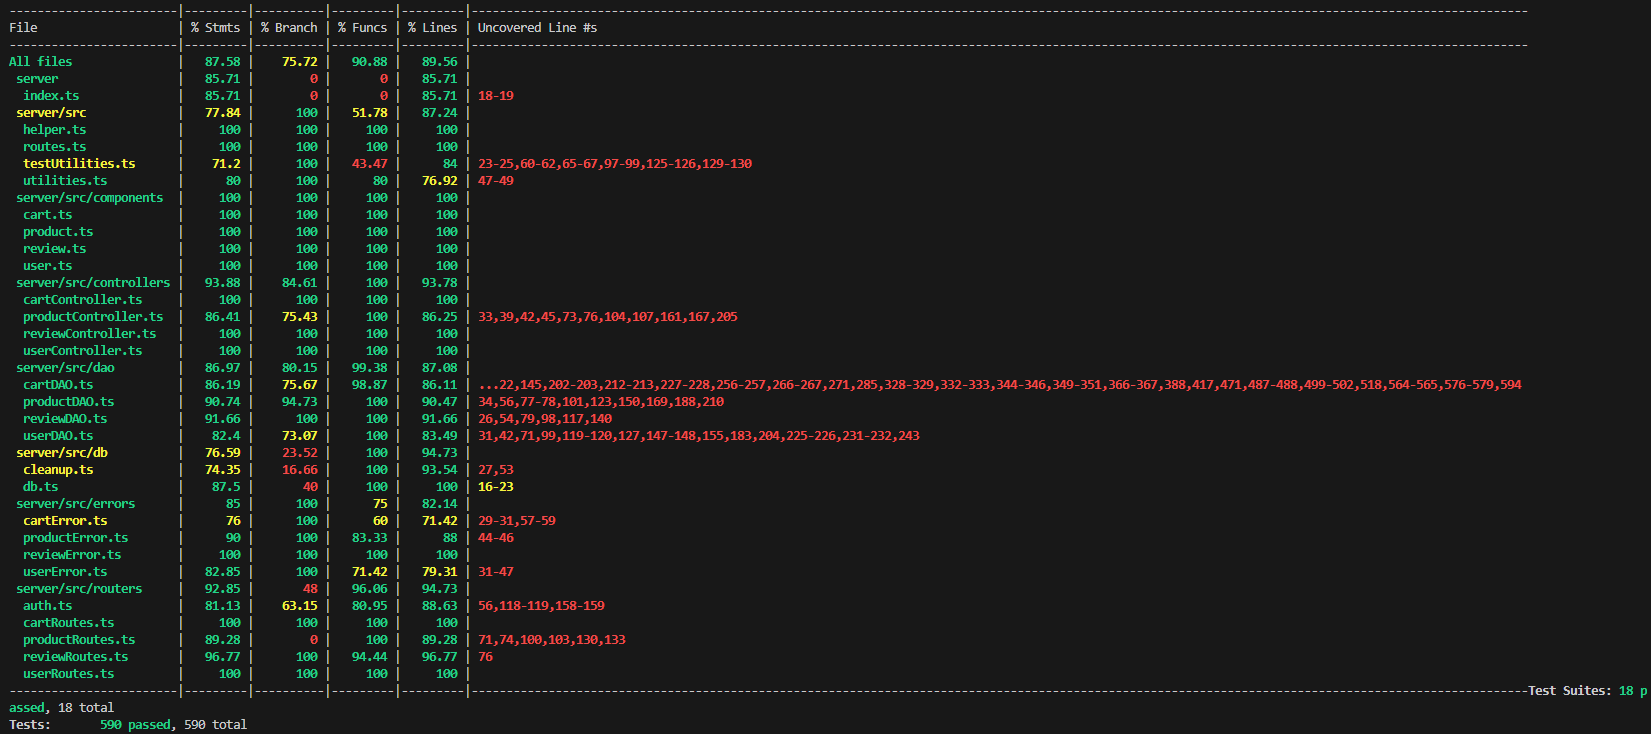 -------------------------|---------|----------|---------|---------|-------------------------------------------------------------------
File | % Stmts | % Branch | % Funcs | % Lines | Uncovered Line #s
-------------------------|---------|----------|---------|---------|-------------------------------------------------------------------
All files | 87.58 | 75.72 | 90.88 | 89.56 |
server | 85.71 | 0 | 0 | 85.71 |
index.ts | 85.71 | 0 | 0 | 85.71 | 18-19
server/src | 77.84 | 100 | 51.78 | 87.24 |
helper.ts | 100 | 100 | 100 | 100 |
routes.ts | 100 | 100 | 100 | 100 |
testUtilities.ts | 71.2 | 100 | 43.47 | 84 | 23-25,60-62,65-67,97-99,125-126,129-130
utilities.ts | 80 | 100 | 80 | 76.92 | 47-49
server/src/components | 100 | 100 | 100 | 100 |
cart.ts | 100 | 100 | 100 | 100 |
product.ts | 100 | 100 | 100 | 100 |
review.ts | 100 | 100 | 100 | 100 |
user.ts | 100 | 100 | 100 | 100 |
server/src/controllers | 93.88 | 84.61 | 100 | 93.78 |
cartController.ts | 100 | 100 | 100 | 100 |
productController.ts | 86.41 | 75.43 | 100 | 86.25 | 33,39,42,45,73,76,104,107,161,167,205
reviewController.ts | 100 | 100 | 100 | 100 |
userController.ts | 100 | 100 | 100 | 100 |
server/src/dao | 86.97 | 80.15 | 99.38 | 87.08 |
cartDAO.ts | 86.19 | 75.67 | 98.87 | 86.11 | ...22,145,202-203,212-213,227-228,256-257,266-267,271,285,328-329,332-333,344-346,349-351,366-367,388,417,471,487-488,499-502,518,564-565,576-579,594
productDAO.ts | 90.74 | 94.73 | 100 | 90.47 | 34,56,77-78,101,123,150,169,188,210
reviewDAO.ts | 91.66 | 100 | 100 | 91.66 | 26,54,79,98,117,140
userDAO.ts | 82.4 | 73.07 | 100 | 83.49 | 31,42,71,99,119-120,127,147-148,155,183,204,225-226,231-232,243
server/src/db | 76.59 | 23.52 | 100 | 94.73 |
cleanup.ts | 74.35 | 16.66 | 100 | 93.54 | 27,53
db.ts | 87.5 | 40 | 100 | 100 | 16-23
server/src/errors | 85 | 100 | 75 | 82.14 |
cartError.ts | 76 | 100 | 60 | 71.42 | 29-31,57-59
productError.ts | 90 | 100 | 83.33 | 88 | 44-46
reviewError.ts | 100 | 100 | 100 | 100 |
userError.ts | 82.85 | 100 | 71.42 | 79.31 | 31-47
server/src/routers | 92.85 | 48 | 96.06 | 94.73 |
auth.ts | 81.13 | 63.15 | 80.95 | 88.63 | 56,118-119,158-159
cartRoutes.ts | 100 | 100 | 100 | 100 |
productRoutes.ts | 89.28 | 0 | 100 | 89.28 | 71,74,100,103,130,133
reviewRoutes.ts | 96.77 | 100 | 94.44 | 96.77 | 76
userRoutes.ts | 100 | 100 | 100 | 100 |
-------------------------|---------|----------|---------|---------|-------------------------------------------------------------------Test Suites: 18 p
assed, 18 total
Tests: 590 passed, 590 total